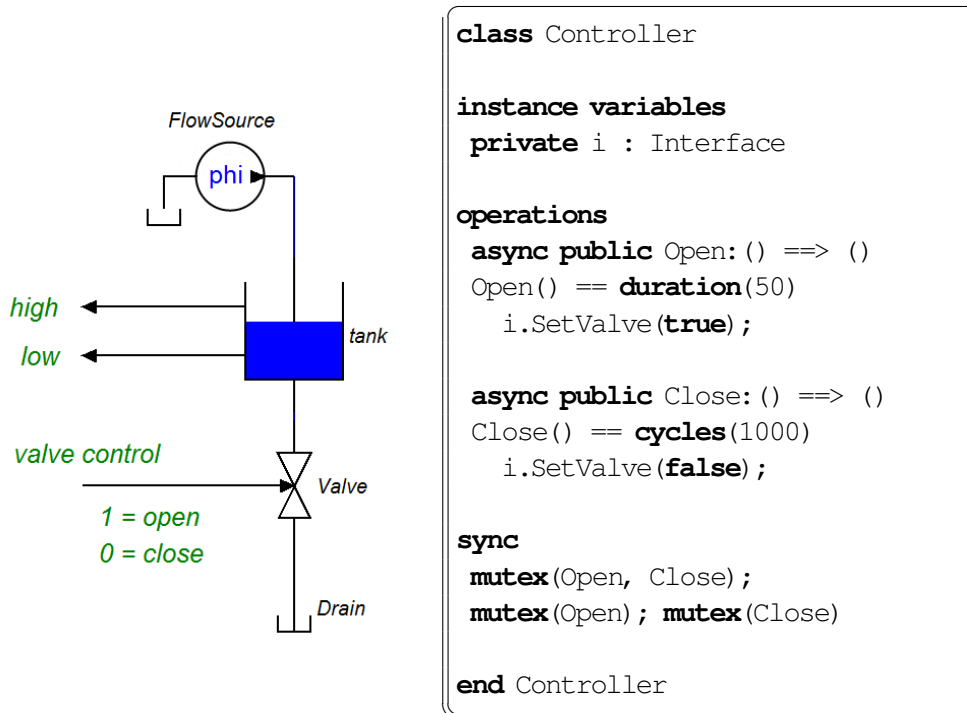 FlowSource
phi
high
low
tank
valve control
Valve
1 = open
0 = close
Drain
class Controller
instance variables
private i : Interface
operations
async public Open:() ==> ()
Open() == duration(50)
i.SetValve(true);
async public Close:() ==> ()
Close() == cycles(1000)
i.SetValve(false);
sync
mutex(Open, Close);
mutex(Open); mutex(Close)
end Controller